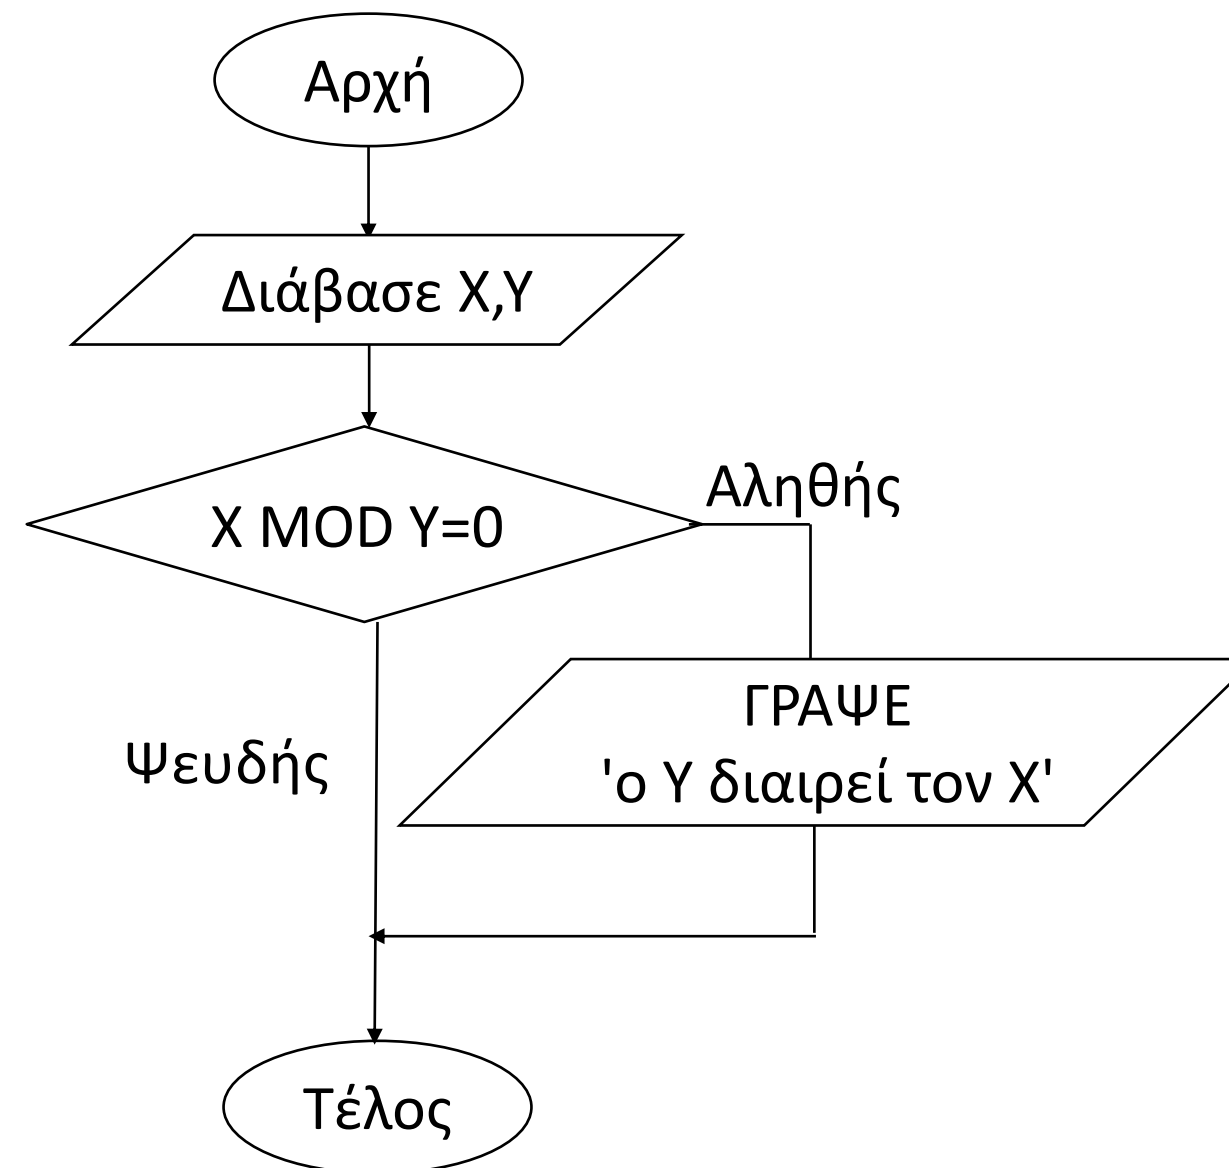 Αρχή
Διάβασε Χ,Υ
Χ MOD Υ=0
Αληθής
ΓΡΑΨΕ
'ο Υ διαιρεί τον Χ'
Ψευδής
Τέλος